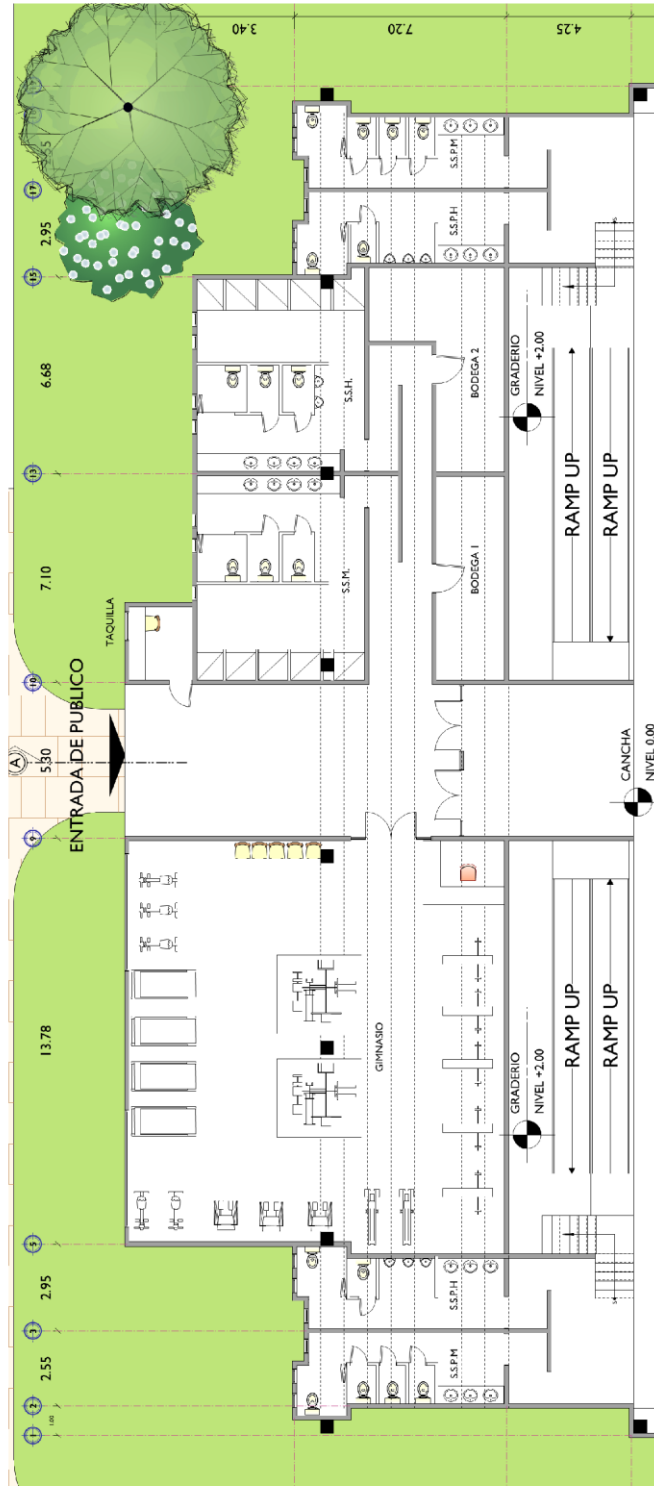 3.40
7.20
4.25
17
2.95
15
6.68
13
7.10
10
5.30
9
13.78
5
2.95
3
2.55
2
1.00
1
A
ENTRADA DE PUBLICO
TAQUILLA
S.S.P.M
S.S.P.H
S.S.H.
S.S.M.
BODEGA 2
BODEGA 1
GRADERIO
NIVEL +2.00
RAMP UP
RAMP UP
CANCHA
NIVEL 0.00
GIMNASIO
GRADERIO
NIVEL +2.00
RAMP UP
RAMP UP
S.S.P.H
S.S.P.M